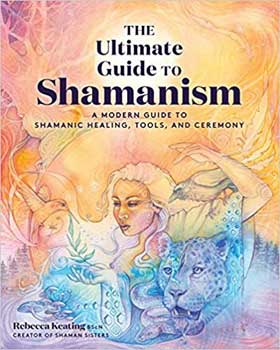 THE
Ultimate
Guide TO
Shamanism
A MODERN GUIDE TO
SHAMANIC HEALING, TOOLS, AND CEREMONY
Rebecca Keating BScN
CREATOR OF SHAMAN SISTERS